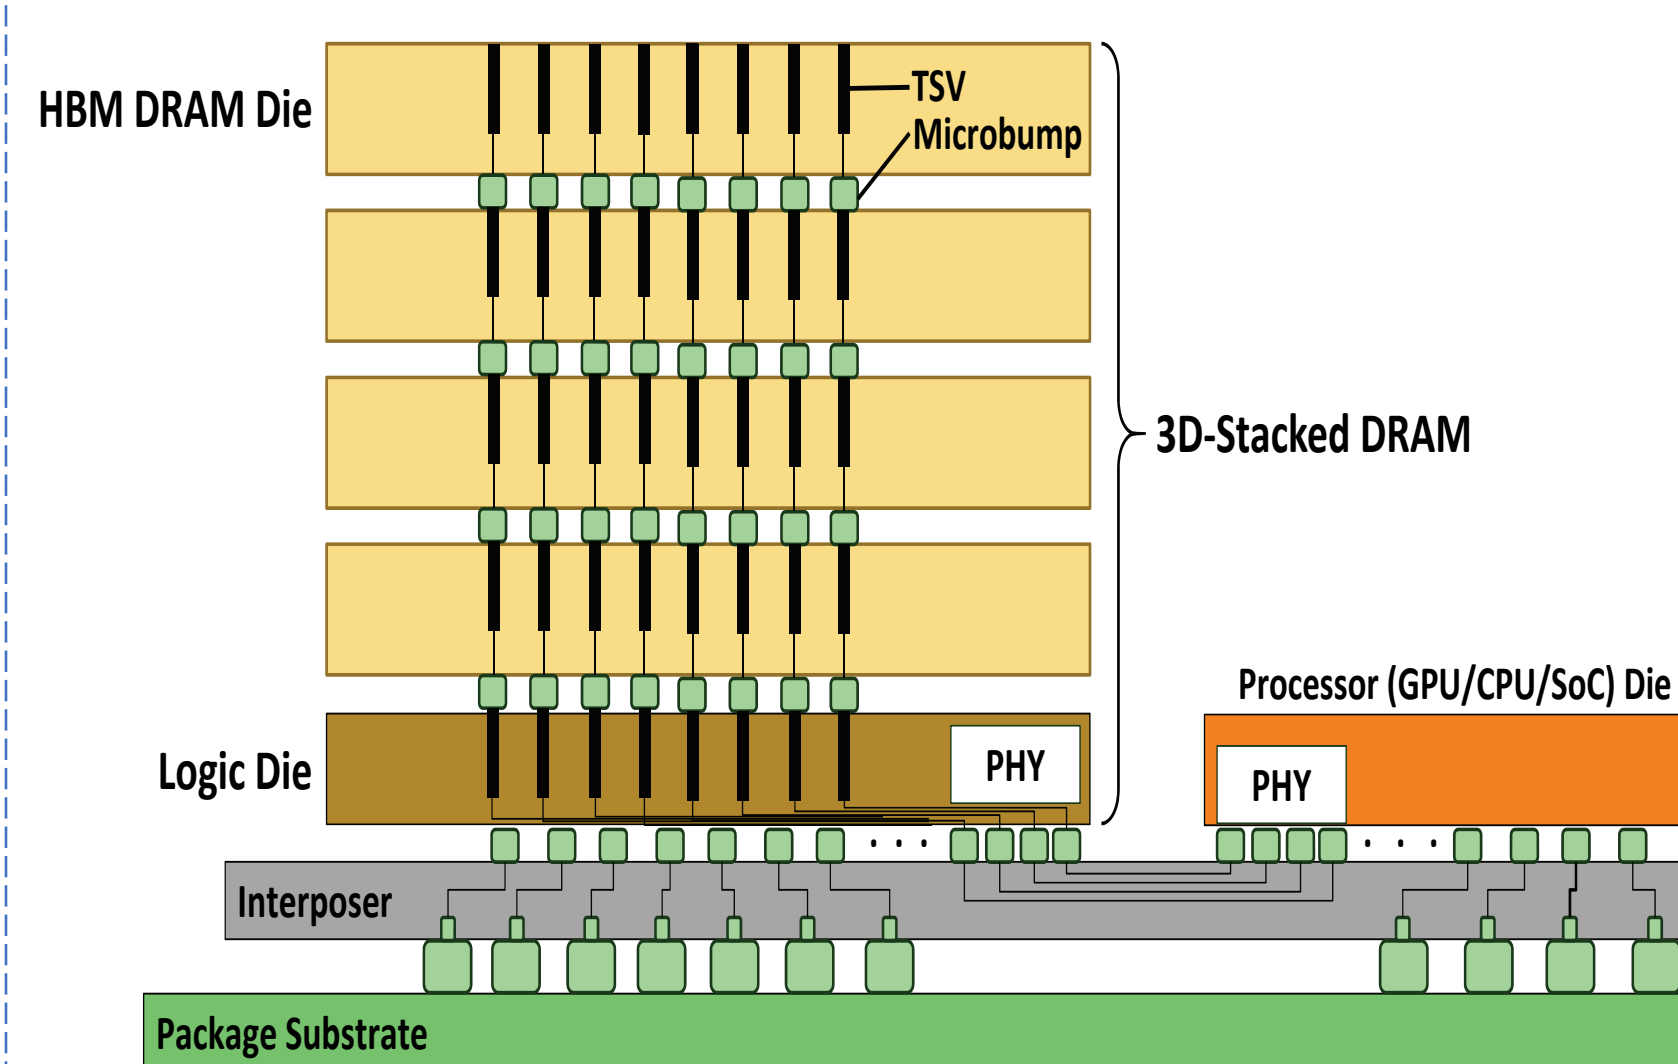 HBM DRAM Die
TSV
Microbump
3D-Stacked DRAM
Processor (GPU/CPU/SoC) Die
Logic Die
PHY
PHY
Interposer
Package Substrate